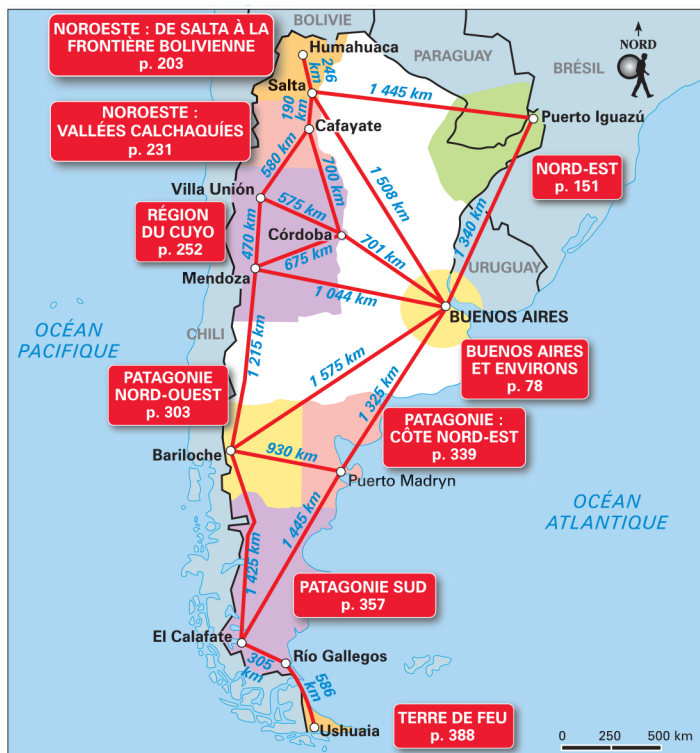 BOLIVIE
NOROESTE : DE SALTA À LA
FRONTIÈRE BOLIVIENNE
p. 203
Humahuaca
PARAGUAY
NORD
BRÉSIL
246
km
Salta
1 445 km
190
km
Puerto Iguazú
NOROESTE :
VALLÉES CALCHAQUÍES
p. 231
Cafayate
580 km
700 km
1 508 km
NORD-EST
p. 151
Villa Unión
575 km
1 340 km
RÉGION
DU CUYO
p. 252
470 km
Córdoba
675 km
701 km
Mendoza
URUGUAY
1 044 km
BUENOS AIRES
OCÉAN
PACIFIQUE
CHILI
1 215 km
1 575 km
BUENOS AIRES
ET ENVIRONS
p. 78
PATAGONIE
NORD-OUEST
p. 303
1 325 km
PATAGONIE :
CÔTE NORD-EST
p. 339
Bariloche
930 km
Puerto Madryn
OCÉAN
ATLANTIQUE
1 445 km
1 425 km
PATAGONIE SUD
p. 357
El Calafate
305
km
Río Gallegos
586
km
TERRE DE FEU
p. 388
Ushuaia
0 250 500 km